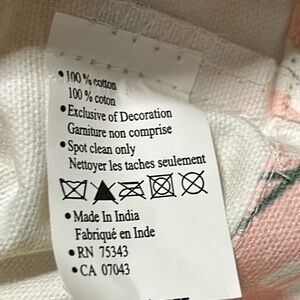 • 100 % cotton
100 % coton
• Exclusive of Decoration
Garniture non comprise
• Spot clean only
Nettoyer les taches seulement
• Made In India
Fabriqué en Inde
• RN 75343
• CA 07043